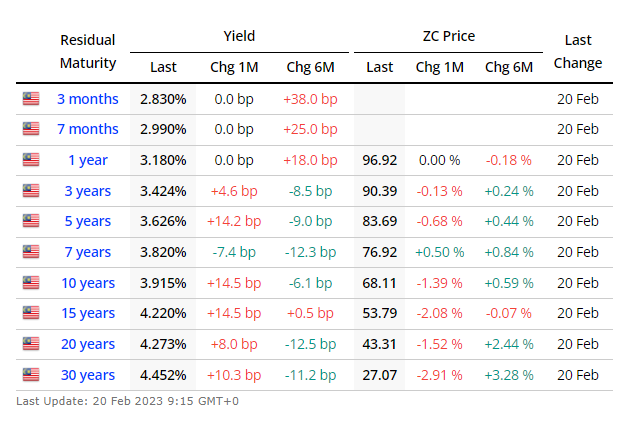 Residual Maturity Yield ZC Price Last Change
Last Chg 1M Chg 6M Last Chg 1M Chg 6M
3 months 2.830% 0.0 bp +38.0 bp 20 Feb
7 months 2.990% 0.0 bp +25.0 bp 20 Feb
1 year 3.180% 0.0 bp +18.0 bp 96.92 0.00 % -0.18 % 20 Feb
3 years 3.424% +4.6 bp -8.5 bp 90.39 -0.13 % +0.24 % 20 Feb
5 years 3.626% +14.2 bp -9.0 bp 83.69 -0.68 % +0.44 % 20 Feb
7 years 3.820% -7.4 bp -12.3 bp 76.92 +0.50 % +0.84 % 20 Feb
10 years 3.915% +14.5 bp -6.1 bp 68.11 -1.39 % +0.59 % 20 Feb
15 years 4.220% +14.5 bp +0.5 bp 53.79 -2.08 % -0.07 % 20 Feb
20 years 4.273% +8.0 bp -12.5 bp 43.31 -1.52 % +2.44 % 20 Feb
30 years 4.452% +10.3 bp -11.2 bp 27.07 -2.91 % +3.28 % 20 Feb
Last Update: 20 Feb 2023 9:15 GMT+0